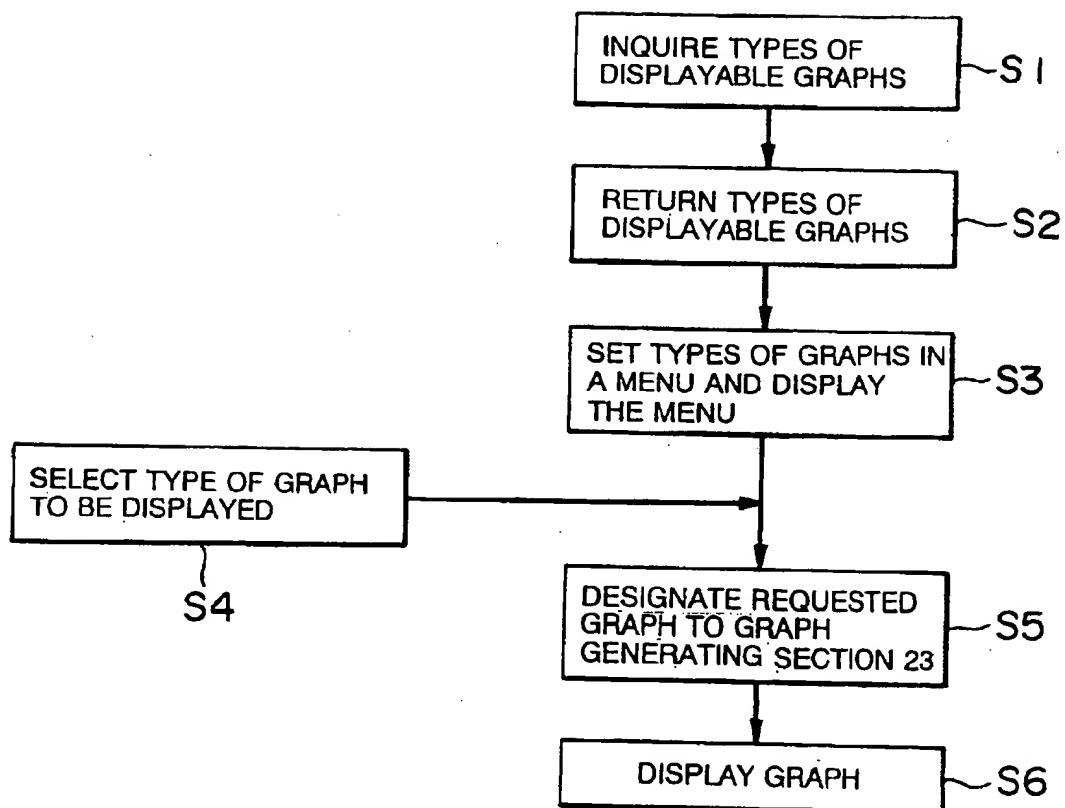 INQUIRE TYPES OF
DISPLAYABLE GRAPHS
S1
RETURN TYPES OF
DISPLAYABLE GRAPHS
S2
SET TYPES OF GRAPHS IN
A MENU AND DISPLAY
THE MENU
S3
SELECT TYPE OF GRAPH
TO BE DISPLAYED
S4
DESIGNATE REQUESTED
GRAPH TO GRAPH
GENERATING SECTION 23
S5
DISPLAY GRAPH
S6